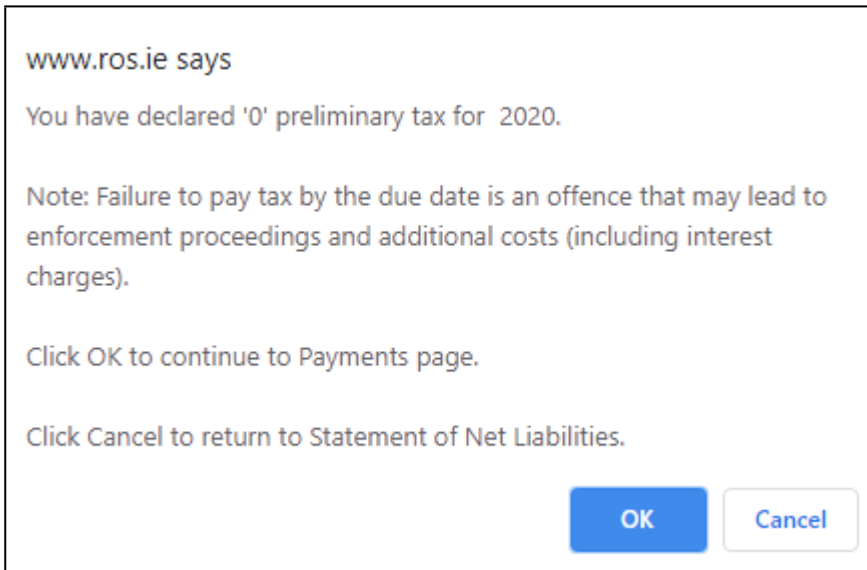 www.ros.ie says
You have declared '0' preliminary tax for  2020.
Note: Failure to pay tax by the due date is an offence that may lead to
enforcement proceedings and additional costs (including interest
charges).
Click OK to continue to Payments page.
Click Cancel to return to Statement of Net Liabilities.
OK
Cancel